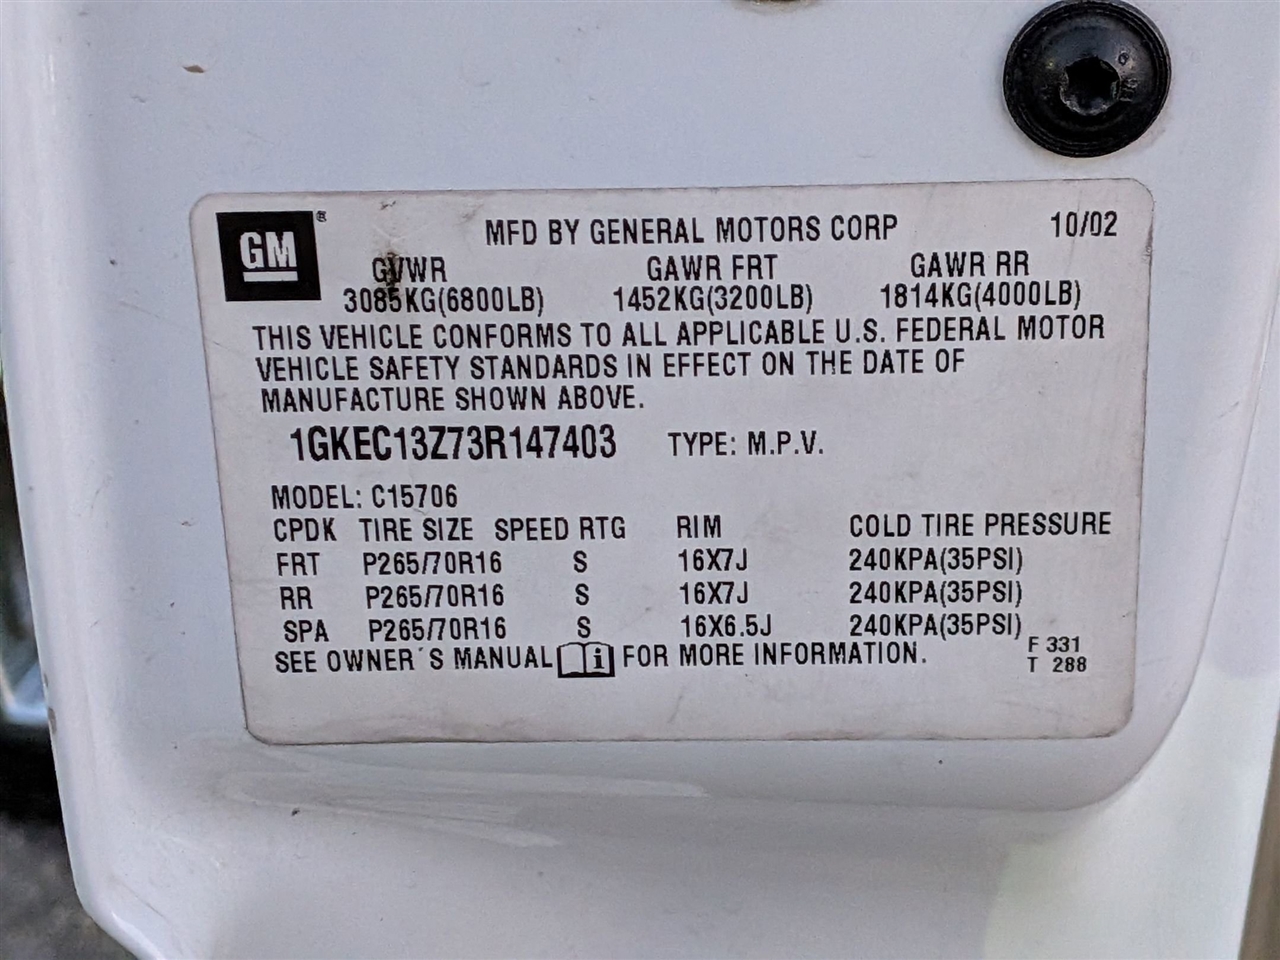 GM®
MFD BY GENERAL MOTORS CORP 10/02
GVWR GAWR FRT GAWR RR
3085KG(6800LB) 1452KG(3200LB) 1814KG(4000LB)
THIS VEHICLE CONFORMS TO ALL APPLICABLE U.S. FEDERAL MOTOR
VEHICLE SAFETY STANDARDS IN EFFECT ON THE DATE OF
MANUFACTURE SHOWN ABOVE.
1GKEC13Z73R147403 TYPE: M.P.V.
MODEL: C15706
CPDK TIRE SIZE SPEED RTG RIM COLD TIRE PRESSURE
FRT P265/70R16 S 16X7J 240KPA(35PSI)
RR P265/70R16 S 16X7J 240KPA(35PSI)
SPA P265/70R16 S 16X6.5J 240KPA(35PSI)
SEE OWNER'S MANUAL i FOR MORE INFORMATION.
F 331
T 288